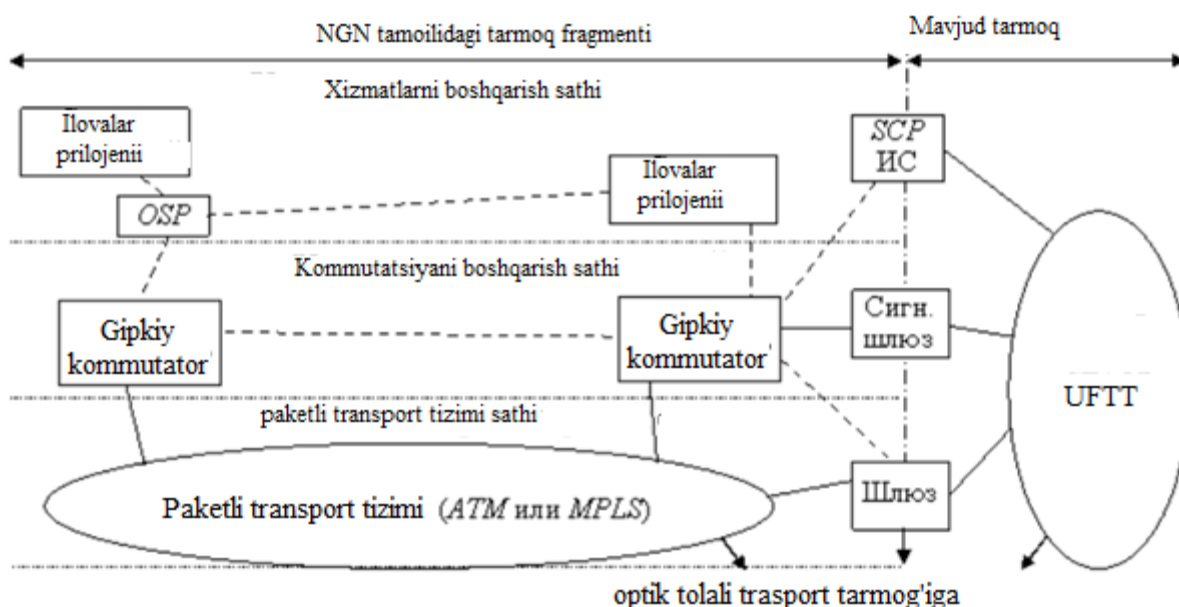 NGN tamoilidagi tarmoq fragmenti
Mavjud tarmoq
Xizmatlarni boshqarish sathi
Ilovalar
prilojenii
SCP
ИС
Ilovalar
prilojenii
OSP
Kommutatsiyani boshqarish sathi
Gipkiy
kommutator
Gipkiy
kommutator
Сигн.
шлюз
UFTT
paketli transport tizimi sathi
Paketli transport tizimi (ATM или MPLS)
Шлюз
optik tolali trasport tarmog'iga